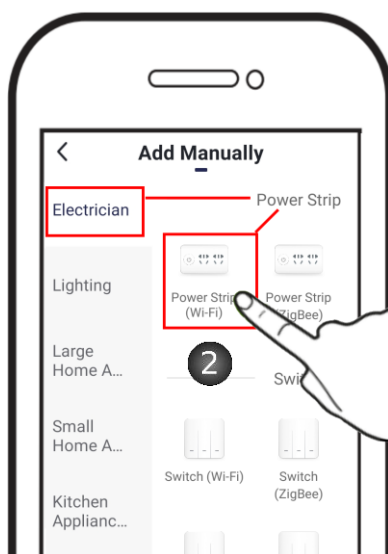 Add Manually
Electrician
Power Strip
Power Strip
(Wi-Fi)
Power Strip
(ZigBee)
Lighting
2
Large
Home A...
Small
Home A...
Switch (Wi-Fi)
Switch
(ZigBee)
Kitchen
Applianc...